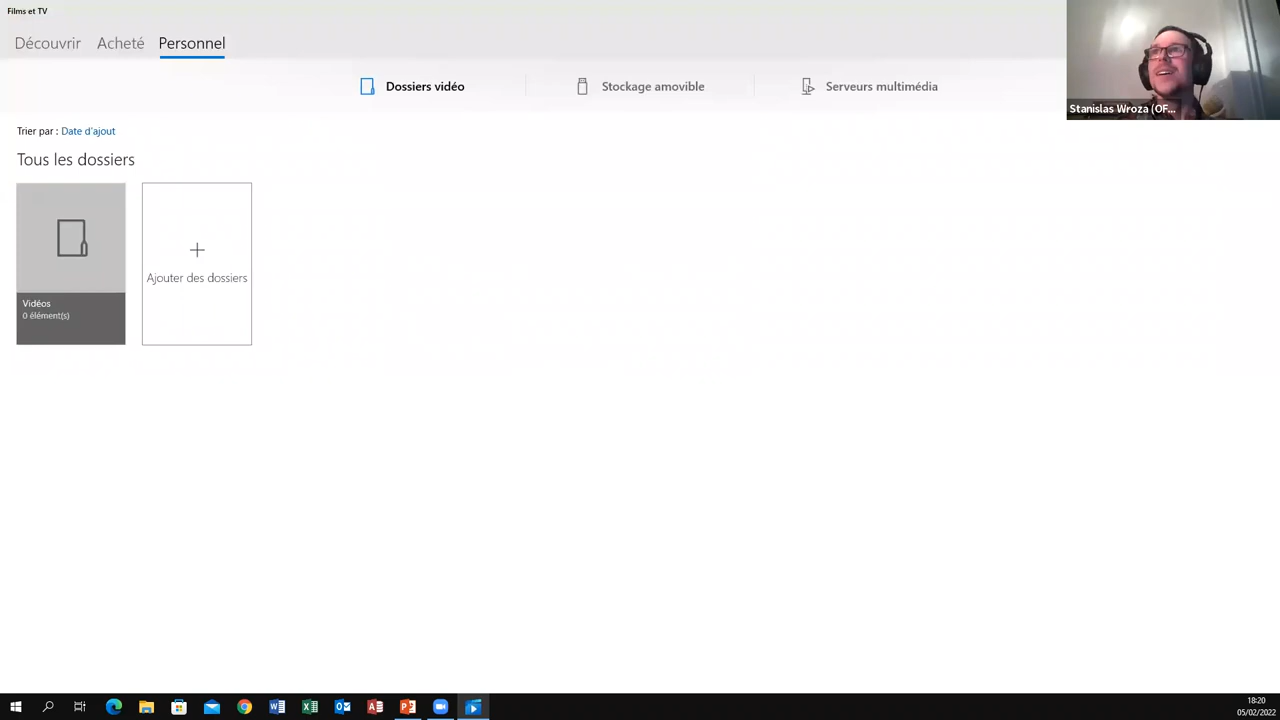 Films et TV
Découvrir Acheté Personnel
Dossiers vidéo Stockage amovible Serveurs multimédia
Stanislas Wroza (OF...
Trier par : Date d'ajout
Tous les dossiers
Vidéos
0 élément(s)
Ajouter des dossiers
18:20
05/02/2022